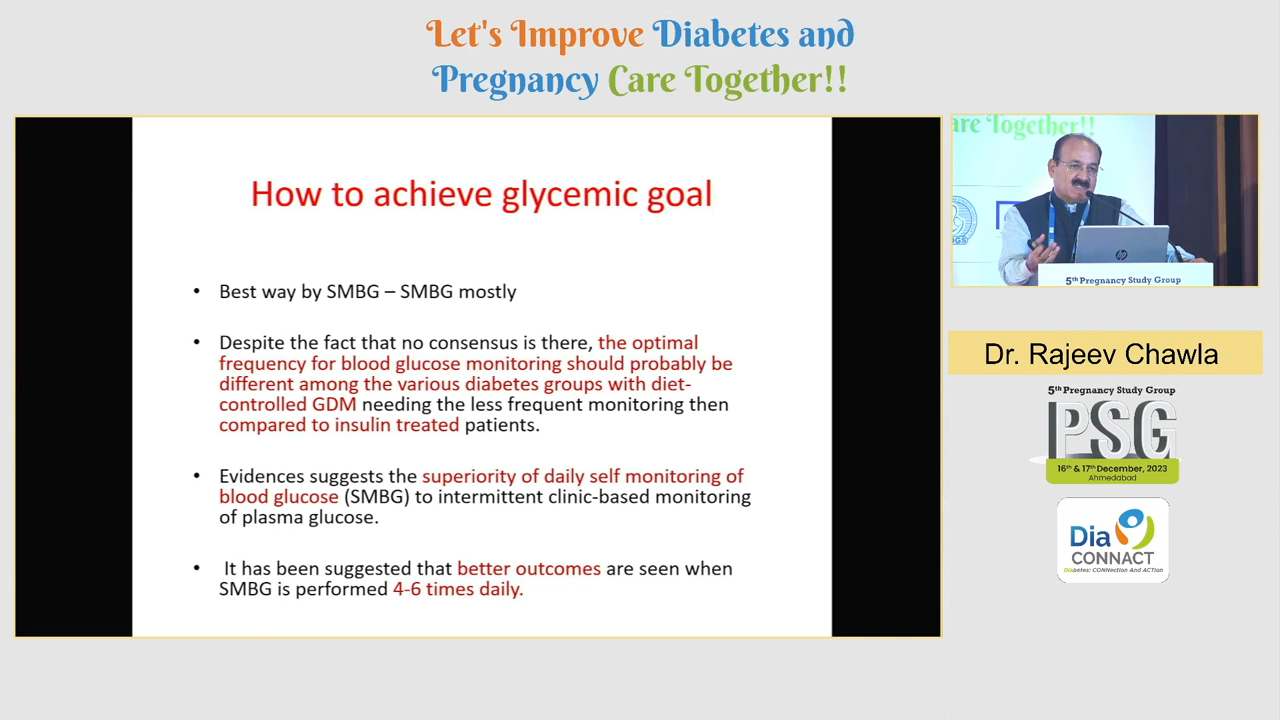 Let's Improve Diabetes and
Pregnancy Care Together!!
How to achieve glycemic goal
• Best way by SMBG – SMBG mostly
• Despite the fact that no consensus is there, the optimal
frequency for blood glucose monitoring should probably be
different among the various diabetes groups with diet-
controlled GDM needing the less frequent monitoring then
compared to insulin treated patients.
• Evidences suggests the superiority of daily self monitoring of
blood glucose (SMBG) to intermittent clinic-based monitoring
of plasma glucose.
• It has been suggested that better outcomes are seen when
SMBG is performed 4-6 times daily.
are Together!!
hp
5th Pregnancy Study Group
Dr. Rajeev Chawla
5th Pregnancy Study Group
PSG
16th & 17th December, 2023
Ahmedabad
Dia
CONNACT
Diabetes: CONNection And ACTion